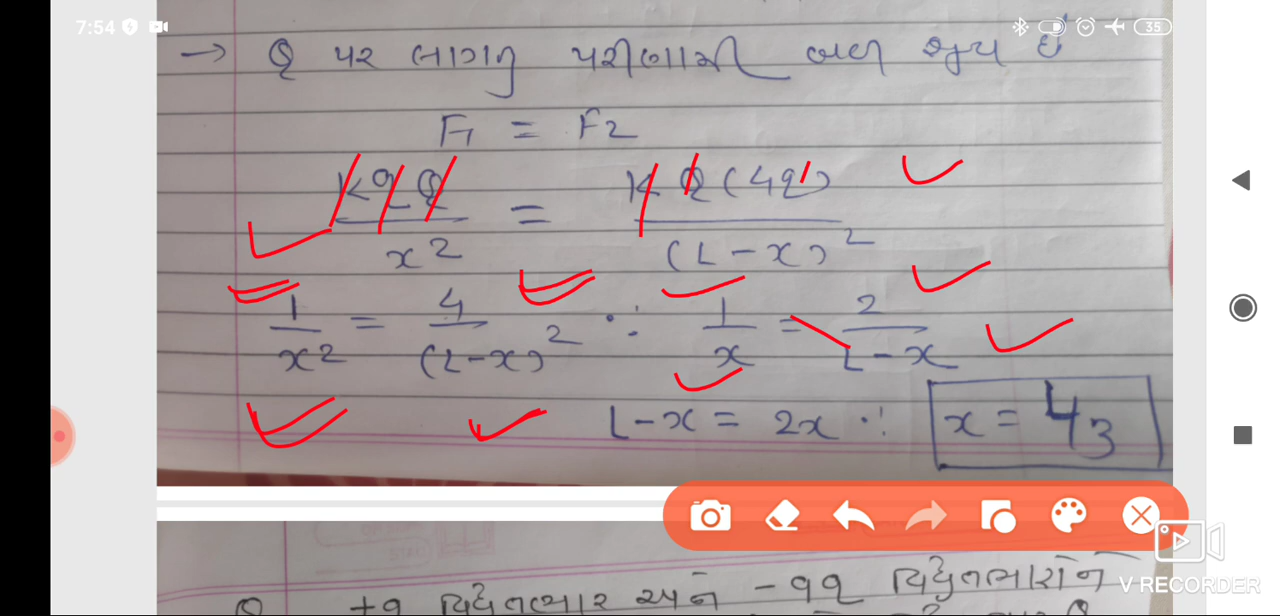 7:54 35
→ Q પર લાગતુ પરીણામી બળ શૂન્ય છે
F1 = F2
KqQ/x² = KQ(4q)/(L-x)²
1/x² = 4/(L-x)² ∴ 1/x = 2/L-x
L-x = 2x ∴ x = L/3
+q વિદ્યુતભાર અને -9q વિદ્યુતભારોને
V RECORDER